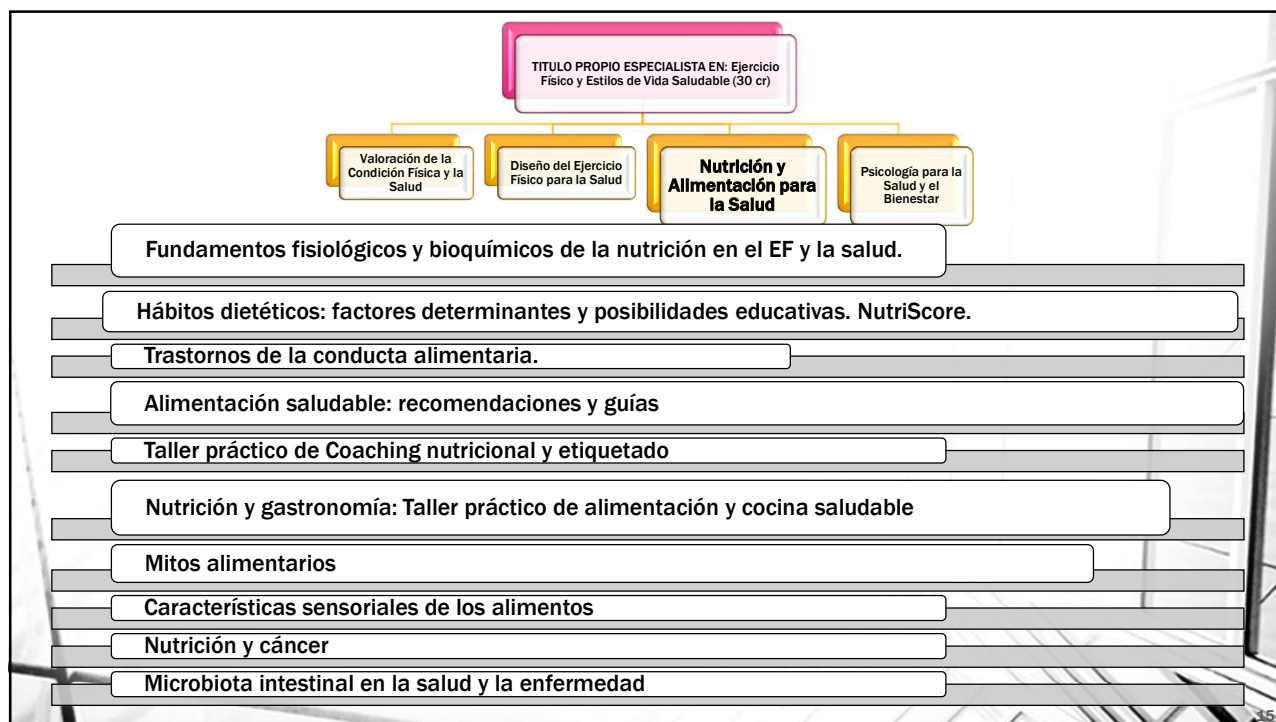 TITULO PROPIO ESPECIALISTA EN: Ejercicio
Físico y Estilos de Vida Saludable (30 cr)
Valoración de la
Condición Física y la
Salud
Diseño del Ejercicio
Físico para la Salud
Nutrición y
Alimentación para
la Salud
Psicología para la
Salud y el
Bienestar
Fundamentos fisiológicos y bioquímicos de la nutrición en el EF y la salud.
Hábitos dietéticos: factores determinantes y posibilidades educativas. NutriScore.
Trastornos de la conducta alimentaria.
Alimentación saludable: recomendaciones y guías
Taller práctico de Coaching nutricional y etiquetado
Nutrición y gastronomía: Taller práctico de alimentación y cocina saludable
Mitos alimentarios
Características sensoriales de los alimentos
Nutrición y cáncer
Microbiota intestinal en la salud y la enfermedad
15